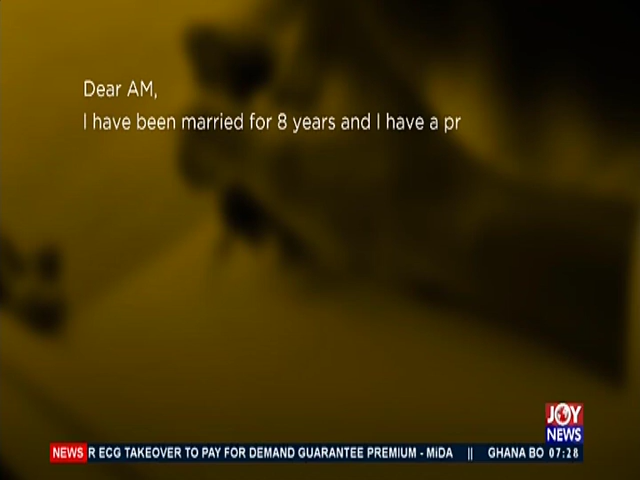 Dear AM,
I have been married for 8 years and I have a pr
JOY
NEWS
NEWS R ECG TAKEOVER TO PAY FOR DEMAND GUARANTEE PREMIUM - MiDA || GHANA BO 07:28